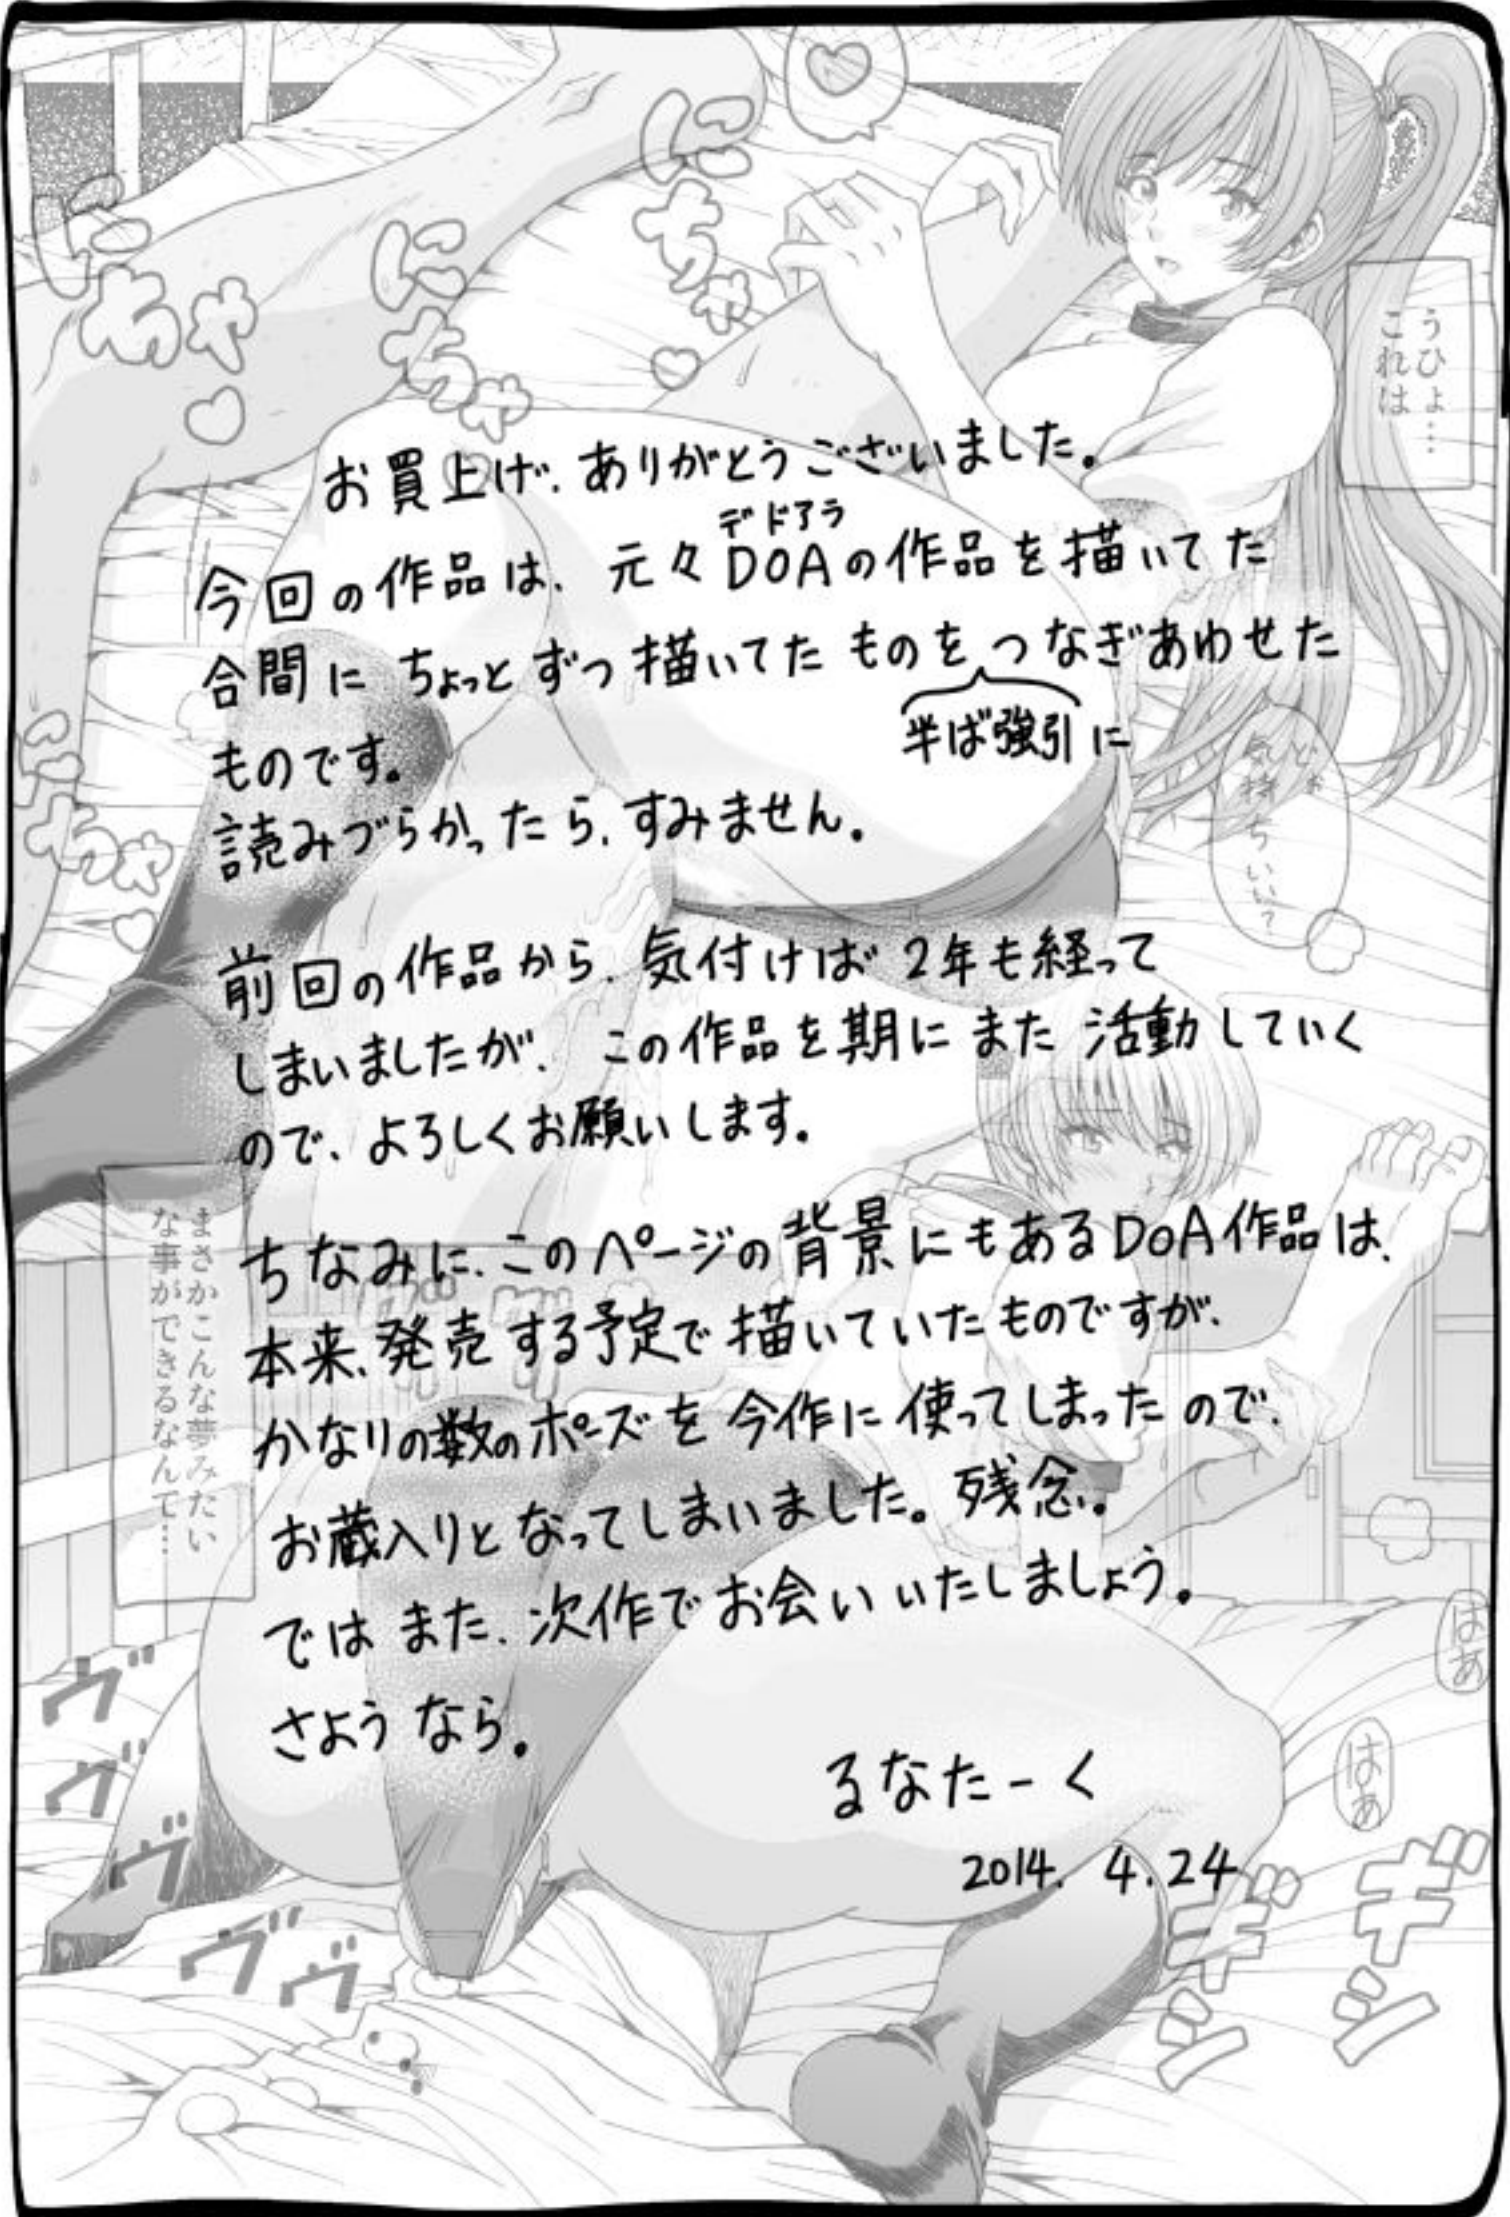 お買上げ、ありがとうございました。
今回の作品は、元々DOAの作品を描いてた
デドアラ
合間にちょっとずつ描いてたものをつなぎあわせた
半ば強引に
ものです。
読みづらかったら、すみません。
前回の作品から、気付けば2年も経って
しまいましたが、この作品を期にまた活動していく
ので、よろしくお願いします。
ちなみに、このページの背景にもあるDOA作品は、
本来、発売する予定で描いていたものですが、
かなりの数のポーズを今作に使ってしまったので、
お蔵入りとなってしまいました。残念。
ではまた、次作でお会いいたしましょう。
さようなら。
るなたーく
2014. 4.24
うひょ…
これは
どお
気持ちいい?
まさかこんな夢みたい
な事ができるなんて…
にちゃ
にちゃ
にちゃ
にちゃ
はあ
はあ
ヴ
ヴ
ヴ
ヴ
ヴ
ギシ
ギシ